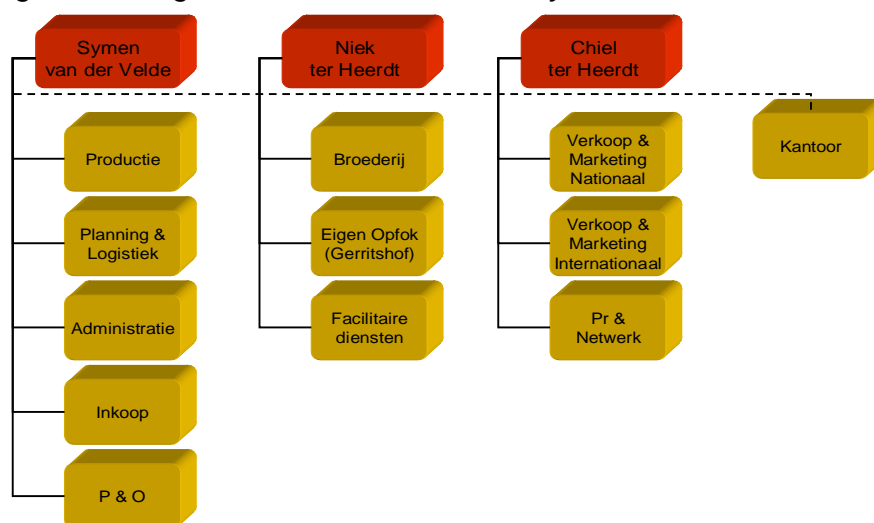 Symen
van der Velde
Productie
Planning &
Logistiek
Administratie
Inkoop
P & O
Niek
ter Heerdt
Broederij
Eigen Opfok
(Gerritshof)
Facilitaire
diensten
Chiel
ter Heerdt
Verkoop &
Marketing
Nationaal
Verkoop &
Marketing
Internationaal
Pr &
Netwerk
Kantoor